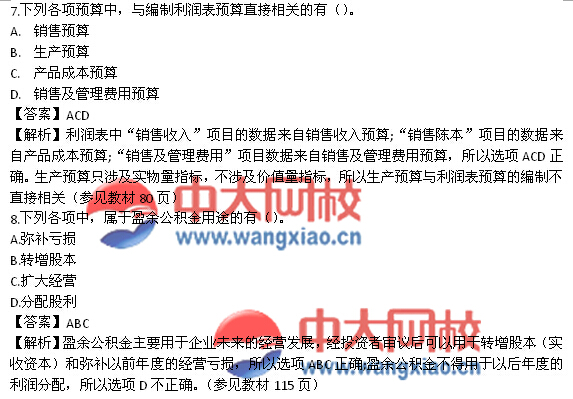 7.下列各项预算中，与编制利润表预算直接相关的有（）。
A. 销售预算
B. 生产预算
C. 产品成本预算
D. 销售及管理费用预算
【答案】ACD
【解析】利润表中“销售收入”项目的数据来自销售收入预算;“销售陈本”项目的数据来
自产品成本预算;“销售及管理费用”项目数据来自销售及管理费用预算，所以选项 ACD 正
确。生产预算只涉及实物量指标，不涉及价值量指标，所以生产预算与利润表预算的编制不
直接相关（参见教材 80 页）
中大网校
www.wangxiao.cn
8.下列各项中，属于盈余公积金用途的有()。
A.弥补亏损
B.转增股本
C.扩大经营
D.分配股利
【答案】ABC
【解析】盈余公积金主要用于企业未来的经营发展，经投资者审议后可以用于转增股本（实
收资本）和弥补以前年度的经营亏损，所以选项 ABC 正确;盈余公积金不得用于以后年度的
利润分配，所以选项 D 不正确。（参见教材 115 页）
中大网校
www.wangxiao.cn